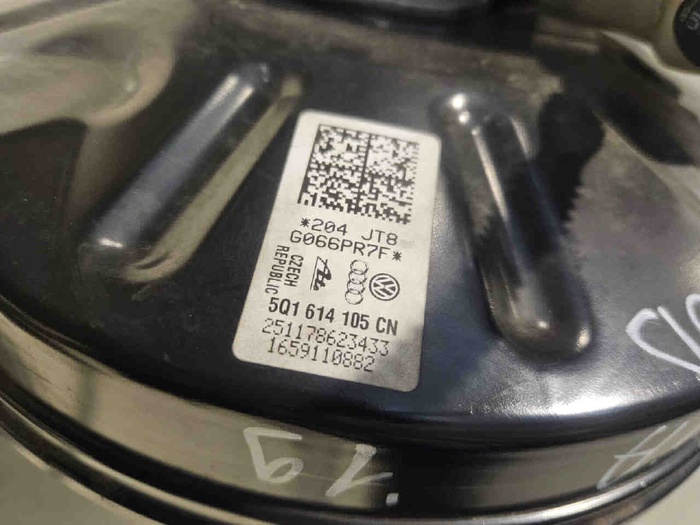 *204 JT8
G066PR7F*
CZECH
REPUBLIC
5Q1 614 105 CN
251178623433
1659110882